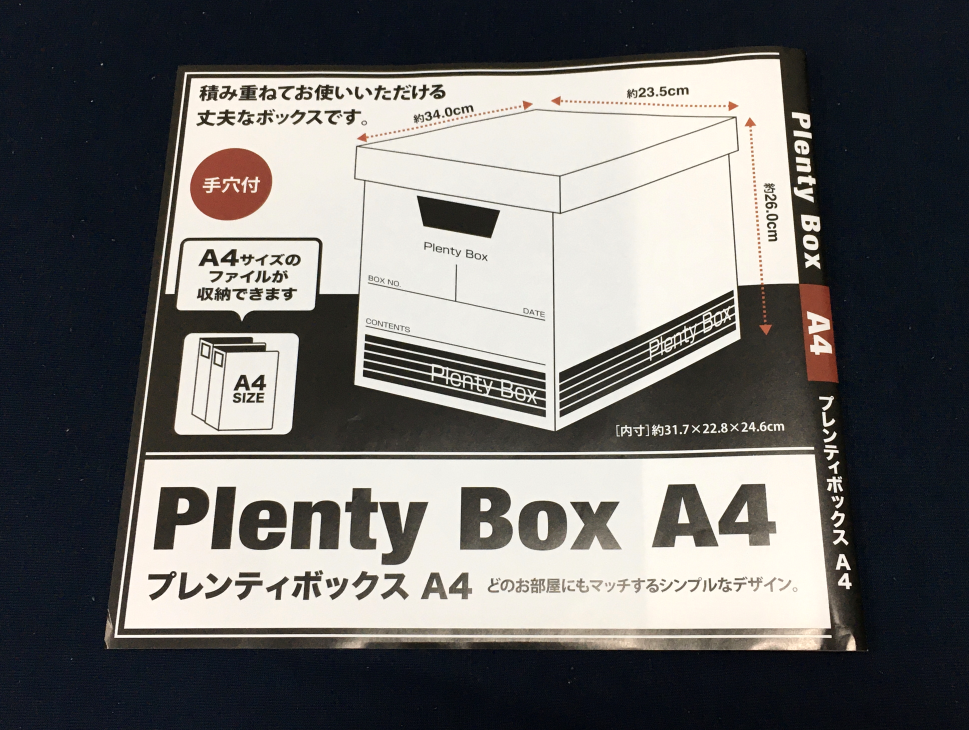 積み重ねてお使いいただける
丈夫なボックスです。
約34.0cm
約23.5cm
約26.0cm
手穴付
A4サイズの
ファイルが
収納できます
A4
SIZE
Plenty Box
BOX NO.
DATE
CONTENTS
Plenty Box
Plenty Box
[内寸]約31.7×22.8×24.6cm
Plenty Box A4
プレンティボックス A4
どのお部屋にもマッチするシンプルなデザイン。
Plenty Box
A4
プレンティボックス A4